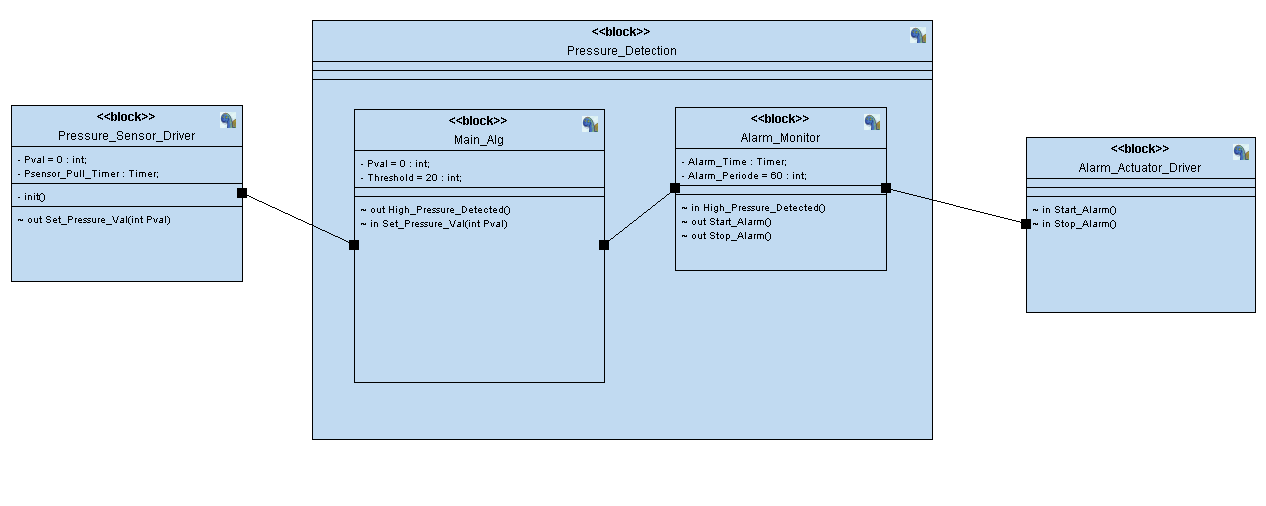 <<block>>
Pressure_Detection
<<block>>
Pressure_Sensor_Driver
- Pval = 0 : int;
- Psensor_Pull_Timer : Timer;
- init()
~ out Set_Pressure_Val(int Pval)
<<block>>
Main_Alg
- Pval = 0 : int;
- Threshold = 20 : int;
~ out High_Pressure_Detected()
~ in Set_Pressure_Val(int Pval)
<<block>>
Alarm_Monitor
- Alarm_Time : Timer;
- Alarm_Periode = 60 : int;
~ in High_Pressure_Detected()
~ out Start_Alarm()
~ out Stop_Alarm()
<<block>>
Alarm_Actuator_Driver
~ in Start_Alarm()
~ in Stop_Alarm()